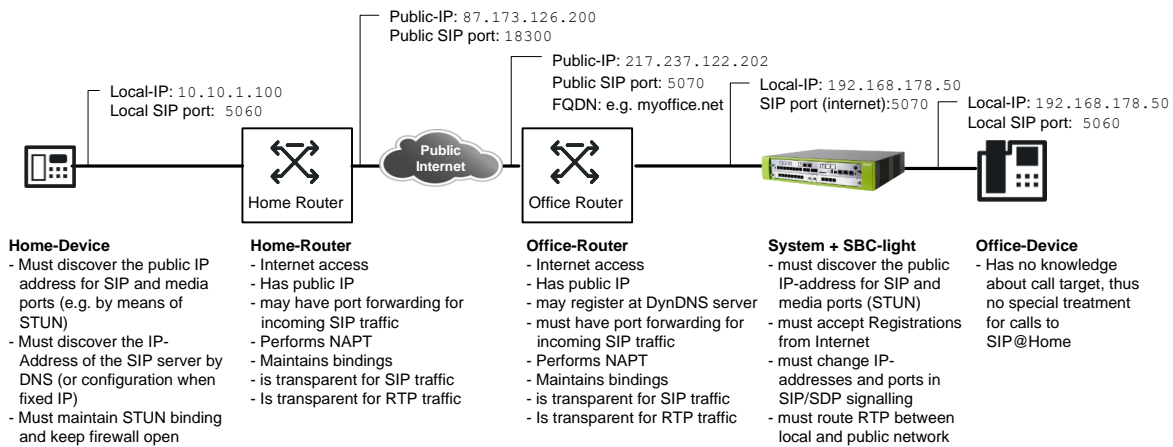 Public-IP: 87.173.126.200
Public SIP port: 18300
Public-IP: 217.237.122.202
Public SIP port: 5070
FQDN: e.g. myoffice.net
Local-IP: 10.10.1.100
Local SIP port: 5060
Local-IP: 192.168.178.50
SIP port (internet):5070
Local-IP: 192.168.178.50
Local SIP port: 5060
Public
Internet
Home Router
Office Router
Home-Device
- Must discover the public IP
address for SIP and media
ports (e.g. by means of
STUN)
- Must discover the IP-
Address of the SIP server by
DNS (or configuration when
fixed IP)
- Must maintain STUN binding
and keep firewall open
Home-Router
- Internet access
- Has public IP
- may have port forwarding for
incoming SIP traffic
- Performs NAPT
- Maintains bindings
- is transparent for SIP traffic
- Is transparent for RTP traffic
Office-Router
- Internet access
- Has public IP
- may register at DynDNS server
- must have port forwarding for
incoming SIP traffic
- Performs NAPT
- Maintains bindings
- is transparent for SIP traffic
- Is transparent for RTP traffic
System + SBC-light
- must discover the public
IP-address for SIP and
media ports (STUN)
- must accept Registrations
from Internet
- must change IP-
addresses and ports in
SIP/SDP signalling
- must route RTP between
local and public network
Office-Device
- Has no knowledge
about call target, thus
no special treatment
for calls to
SIP@Home